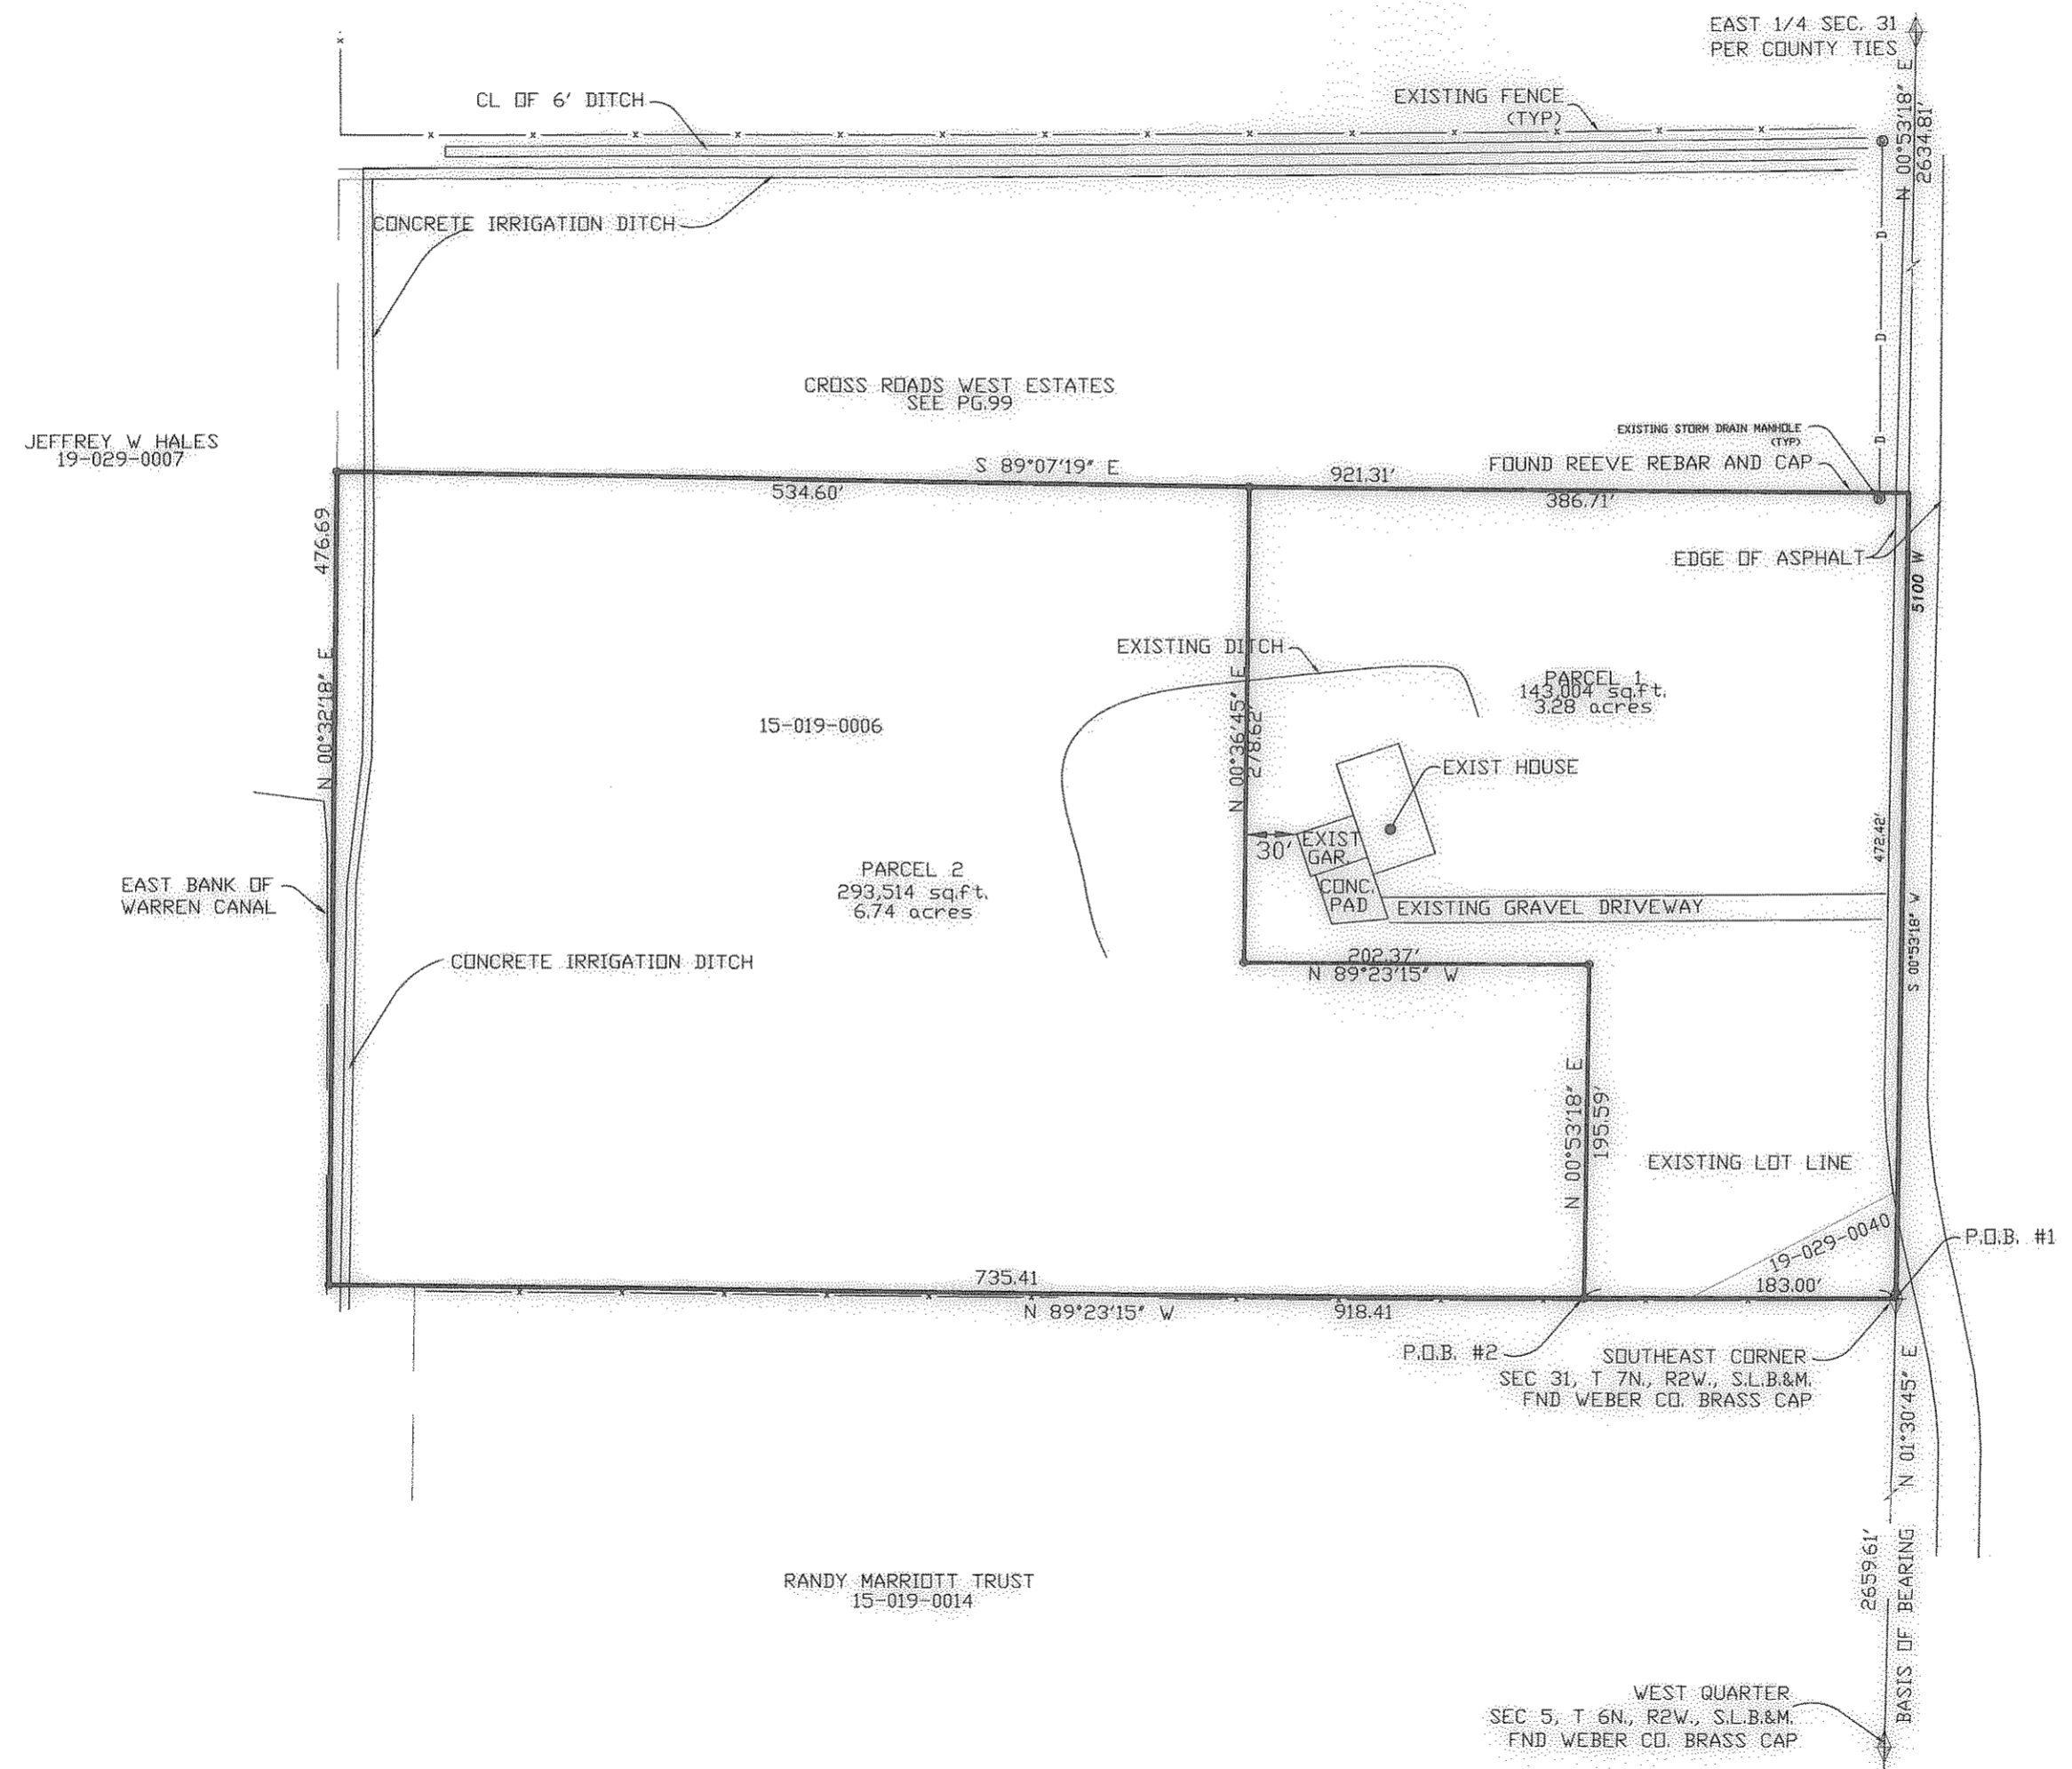 EAST 1/4 SEC. 31
PER COUNTY TIES
N 00°53'18" E
2634.81'
CL OF 6' DITCH
EXISTING FENCE
(TYP)
CONCRETE IRRIGATION DITCH
CROSS ROADS WEST ESTATES
SEE PG.99
JEFFREY W HALES
19-029-0007
EXISTING STORM DRAIN MANHOLE
(TYP)
FOUND REEVE REBAR AND CAP
S 89°07'19" E
921.31'
534.60'
386.71'
476.69
N 00°32'18" E
EDGE OF ASPHALT
5100 W
EXISTING DITCH
PARCEL 1
143,004 sq.ft.
3.28 acres
15-019-0006
N 00°36'45" E
278.62'
EXIST HOUSE
30'
EXIST
GAR.
CONC.
PAD
EXISTING GRAVEL DRIVEWAY
472.42'
S 00°53'18" W
PARCEL 2
293,514 sq.ft.
6.74 acres
EAST BANK OF
WARREN CANAL
CONCRETE IRRIGATION DITCH
202.37'
N 89°23'15" W
N 00°53'18" E
195.59'
EXISTING LOT LINE
19-029-0040
P.O.B. #1
183.00'
735.41
N 89°23'15" W
918.41
P.O.B. #2
SOUTHEAST CORNER
SEC 31, T 7N., R2W., S.L.B.&M.
FND WEBER CO. BRASS CAP
N 01°30'45" E
2659.61'
BASIS OF BEARING
RANDY MARRIOTT TRUST
15-019-0014
WEST QUARTER
SEC 5, T 6N., R2W., S.L.B.&M.
FND WEBER CO. BRASS CAP
x x x x x x x x x x x x x x x
D D D